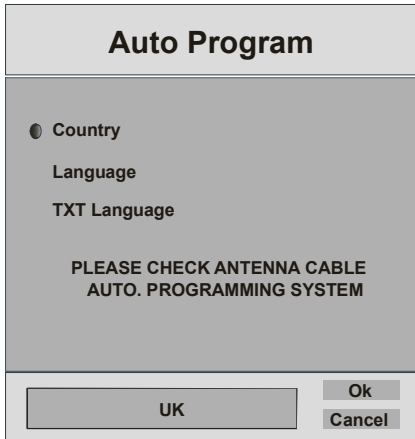 Auto Program
Country
Language
TXT Language
PLEASE CHECK ANTENNA CABLE
AUTO. PROGRAMMING SYSTEM
UK
Ok
Cancel